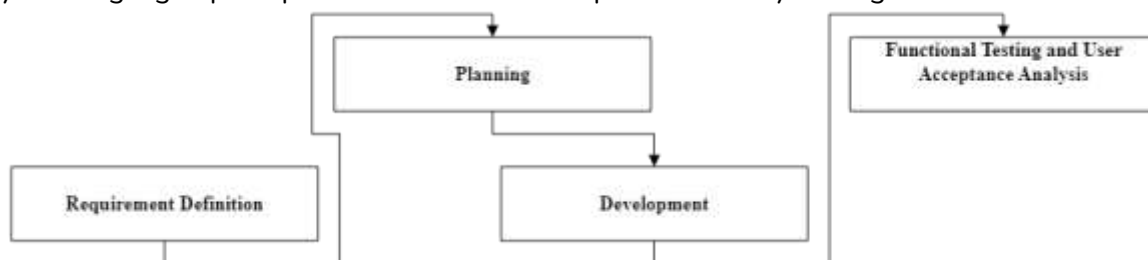 Planning
Functional Testing and User
Acceptance Analysis
Requirement Definition
Development